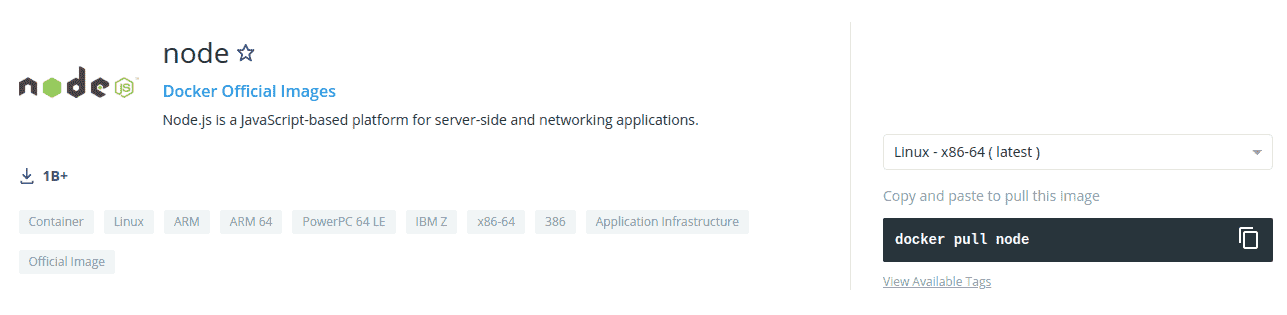 node
node JS
Docker Official Images
Node.js is a JavaScript-based platform for server-side and networking applications.
1B+
Container Linux ARM ARM 64 PowerPC 64 LE IBM Z x86-64 386 Application Infrastructure
Official Image
Linux - x86-64 ( latest )
Copy and paste to pull this image
docker pull node
View Available Tags